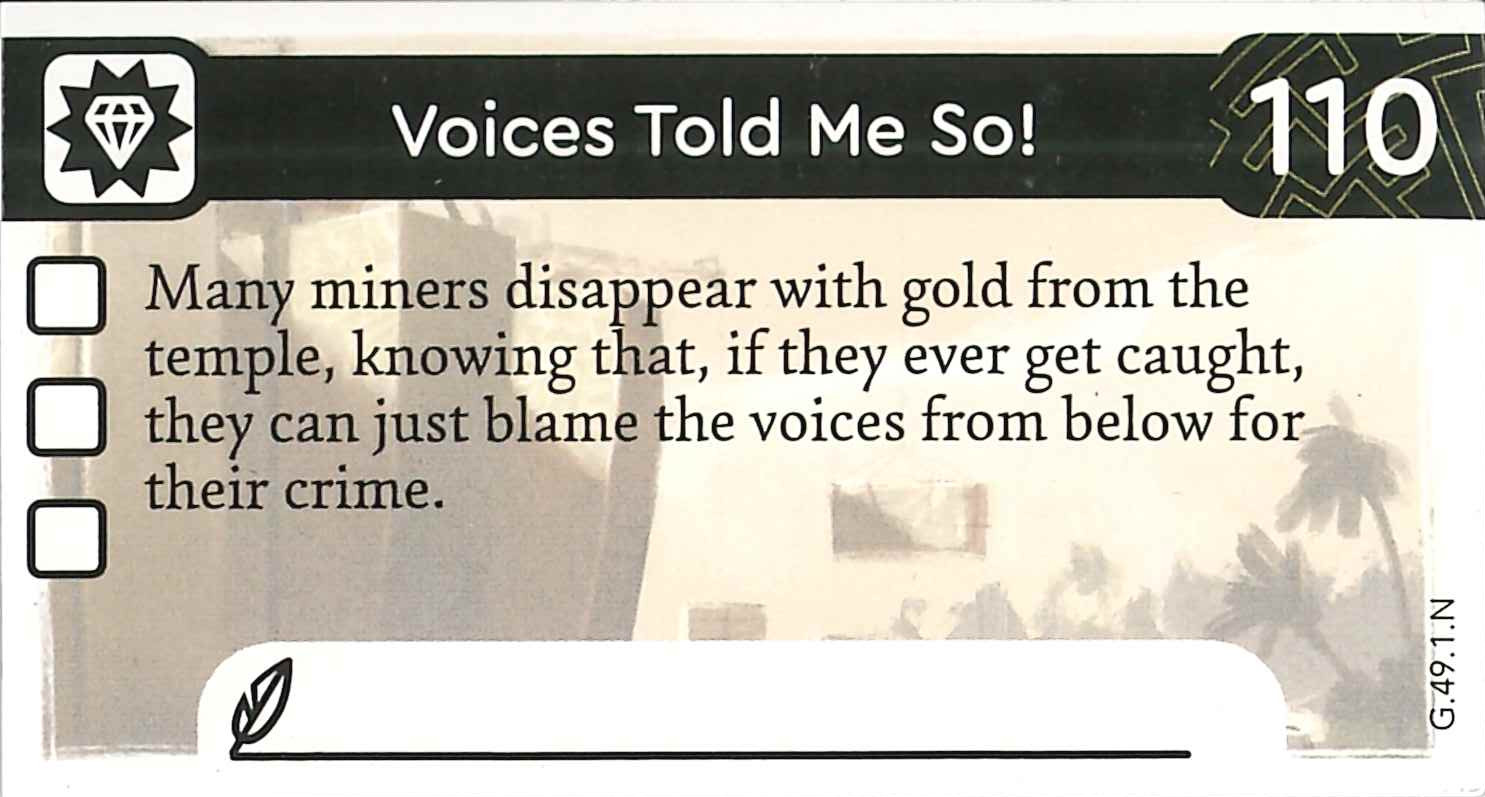 Voices Told Me So!
110
Many miners disappear with gold from the
temple, knowing that, if they ever get caught,
they can just blame the voices from below for
their crime.
G.49.1.N